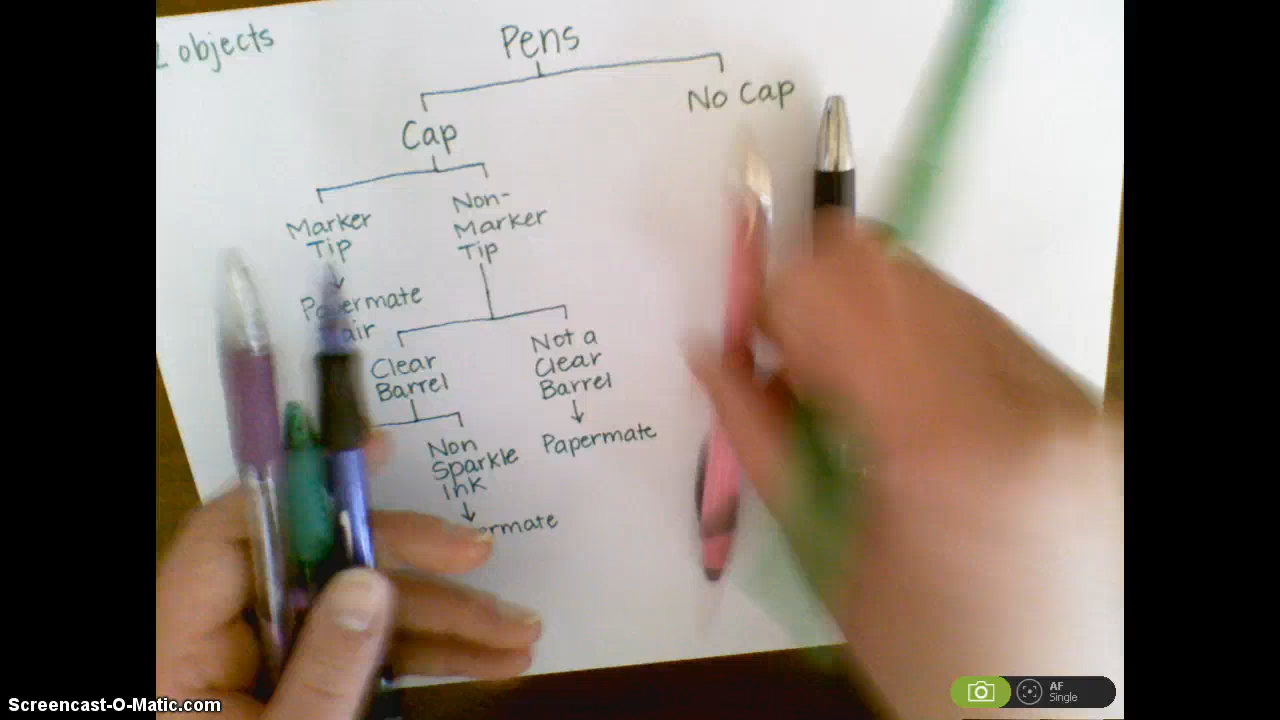 objects
Pens
Cap
No Cap
Marker
Tip
Non-
Marker
Tip
Papermate
Clear
Barrel
Not a
Clear
Barrel
Non
Sparkle
Ink
Papermate
Screencast-O-Matic.com
AF
Single